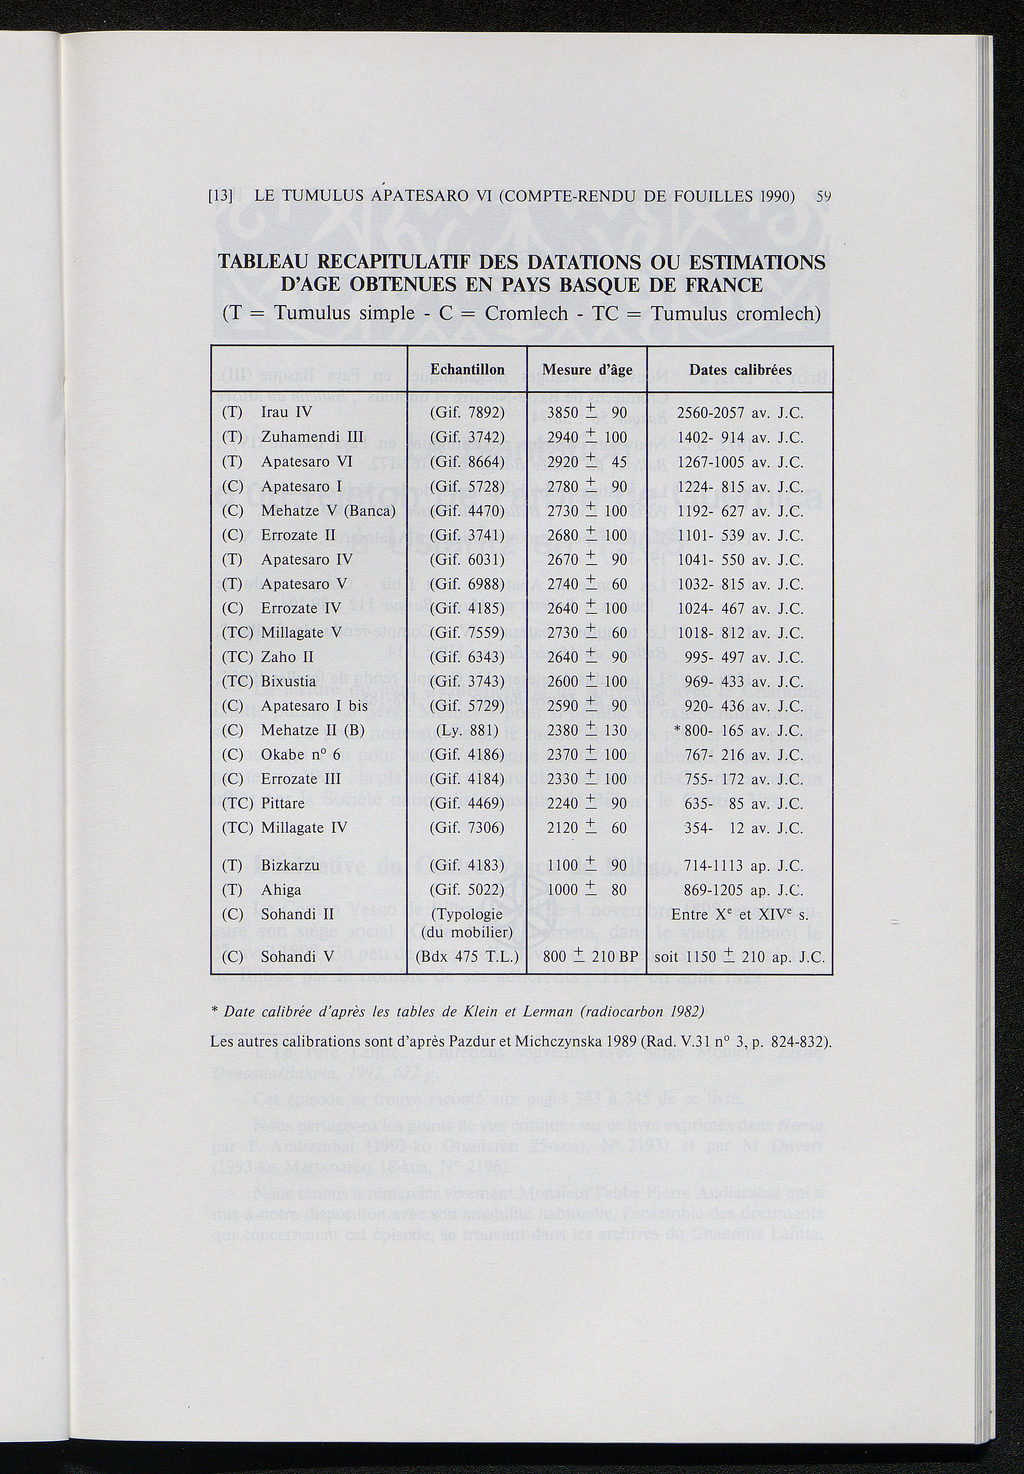 [13] LE TUMULUS APATESARO VI (COMPTE-RENDU DE FOUILLES 1990) 59
TABLEAU RECAPITULATIF DES DATATIONS OU ESTIMATIONS
D'AGE OBTENUES EN PAYS BASQUE DE FRANCE
(T = Tumulus simple - C = Cromlech - TC = Tumulus cromlech)
Echantillon Mesure d'âge Dates calibrées
(T) Irau IV (Gif. 7892) 3850 ± 90 2560-2057 av. J.C.
(T) Zuhamendi III (Gif. 3742) 2940 ± 100 1402- 914 av. J.C.
(T) Apatesaro VI (Gif. 8664) 2920 ± 45 1267-1005 av. J.C.
(C) Apatesaro I (Gif. 5728) 2780 ± 90 1224- 815 av. J.C.
(C) Mehatze V (Banca) (Gif. 4470) 2730 ± 100 1192- 627 av. J.C.
(C) Errozate II (Gif. 3741) 2680 ± 100 1101- 539 av. J.C.
(T) Apatesaro IV (Gif. 6031) 2670 ± 90 1041- 550 av. J.C.
(T) Apatesaro V (Gif. 6988) 2740 ± 60 1032- 815 av. J.C.
(C) Errozate IV (Gif. 4185) 2640 ± 100 1024- 467 av. J.C.
(TC) Millagate V (Gif. 7559) 2730 ± 60 1018- 812 av. J.C.
(TC) Zaho II (Gif. 6343) 2640 ± 90 995- 497 av. J.C.
(TC) Bixustia (Gif. 3743) 2600 ± 100 969- 433 av. J.C.
(C) Apatesaro I bis (Gif. 5729) 2590 ± 90 920- 436 av. J.C.
(C) Mehatze II (B) (Ly. 881) 2380 ± 130 * 800- 165 av. J.C.
(C) Okabe n° 6 (Gif. 4186) 2370 ± 100 767- 216 av. J.C.
(C) Errozate III (Gif. 4184) 2330 ± 100 755- 172 av. J.C.
(TC) Pittare (Gif. 4469) 2240 ± 90 635- 85 av. J.C.
(TC) Millagate IV (Gif. 7306) 2120 ± 60 354- 12 av. J.C.
(T) Bizkarzu (Gif. 4183) 1100 ± 90 714-1113 ap. J.C.
(T) Ahiga (Gif. 5022) 1000 ± 80 869-1205 ap. J.C.
(C) Sohandi II (Typologie Entre Xe et XIVe s.
(du mobilier)
(C) Sohandi V (Bdx 475 T.L.) 800 ± 210 BP soit 1150 ± 210 ap. J.C.
* Date calibrée d'après les tables de Klein et Lerman (radiocarbon 1982)
Les autres calibrations sont d'après Pazdur et Michczynska 1989 (Rad. V.31 n° 3, p. 824-832).